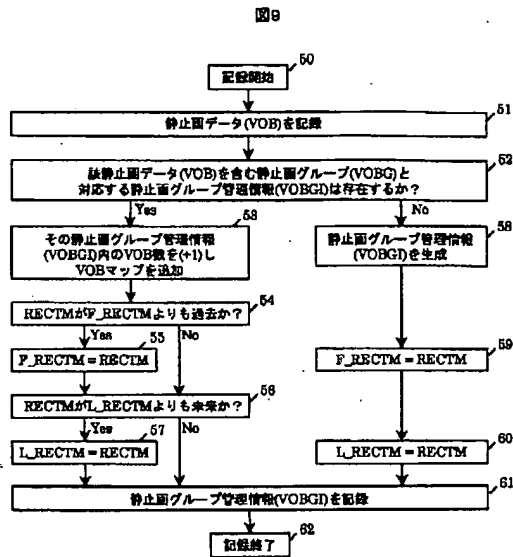 図9
記録開始
50
静止画データ(VOB)を記録
51
該静止画データ(VOB)を含む静止画グループ(VOBG)と
対応する静止画グループ管理情報(VOBGI)は存在するか？
52
Yes
No
53
その静止画グループ管理情報
(VOBGI)内のVOB数を(+1)し
VOBマップを追加
58
静止画グループ管理情報
(VOBGI)を生成
54
RECTMがF_RECTMよりも過去か？
Yes
55
No
F_RECTM=RECTM
59
F_RECTM=RECTM
56
RECTMがL_RECTMよりも未来か？
Yes
57
No
L_RECTM=RECTM
60
L_RECTM=RECTM
61
静止画グループ管理情報(VOBGI)を記録
62
記録終了